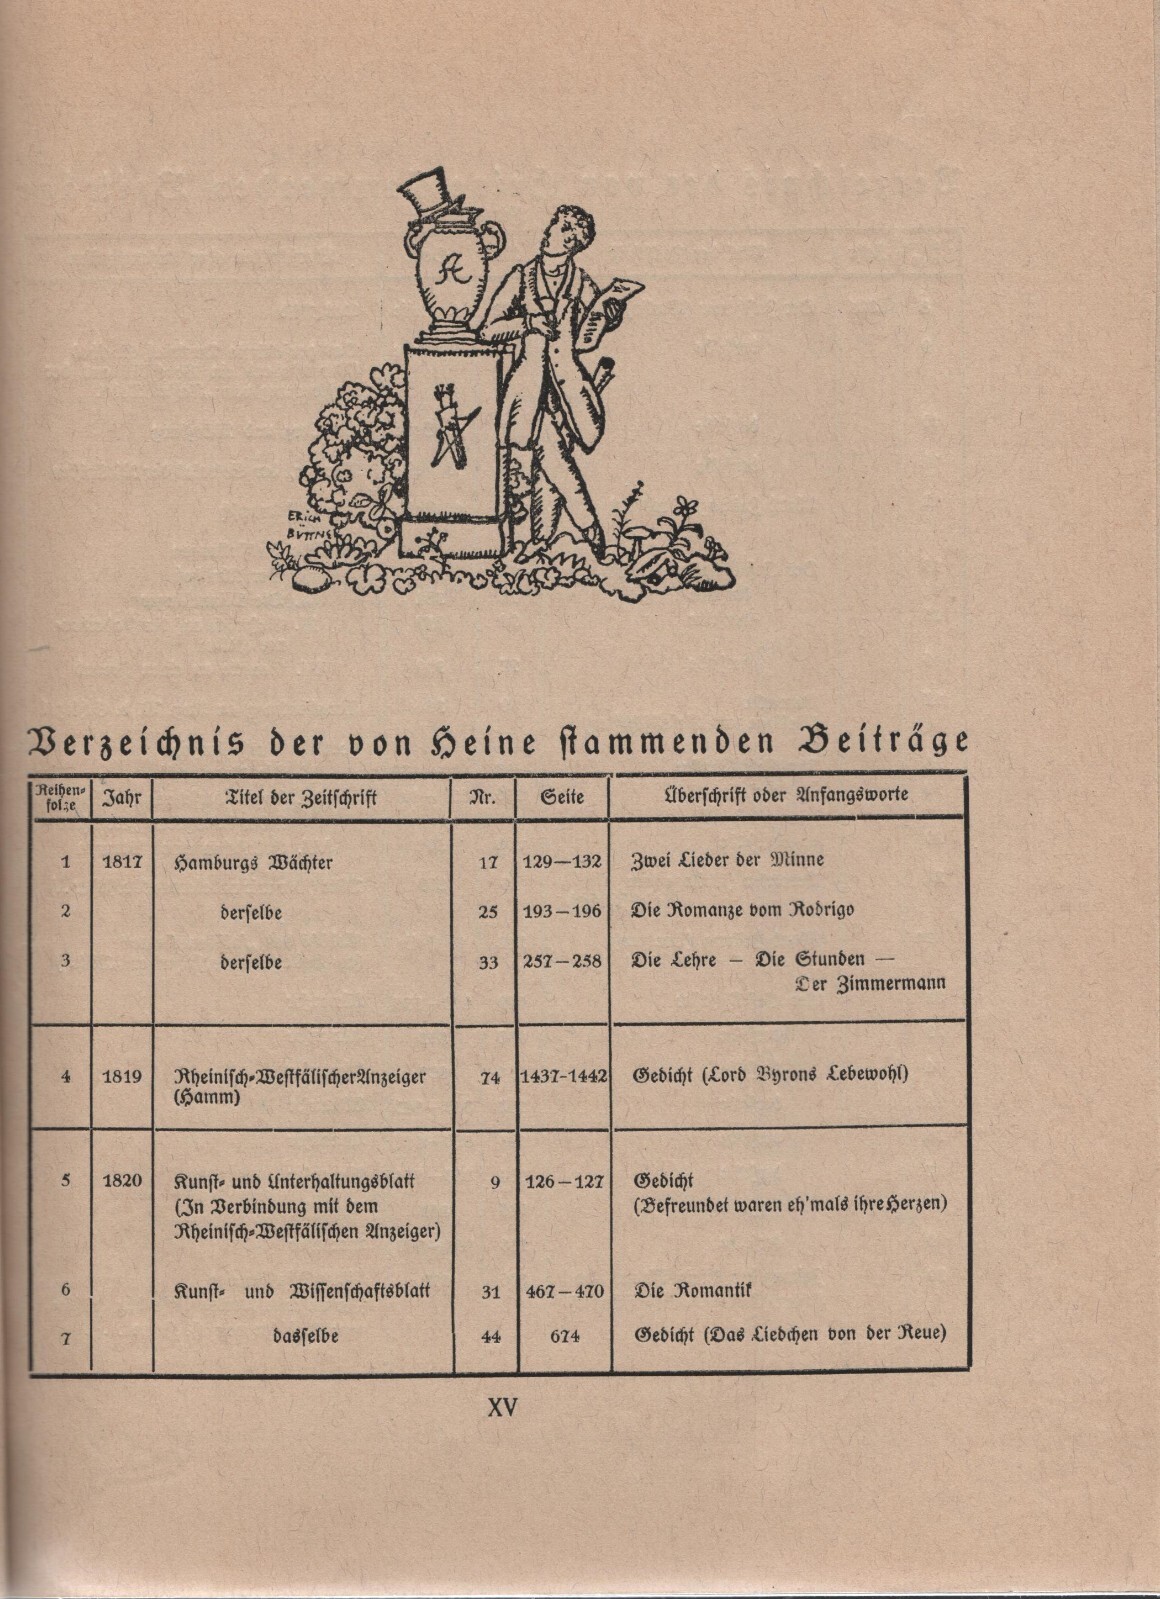 A
ERICH
BÜTTNE
Verzeichnis der von Heine stammenden Beiträge
Reihen-folge Jahr Titel der Zeitschrift Nr. Seite Überschrift oder Anfangsworte
1 1817 Hamburgs Wächter 17 129—132 Zwei Lieder der Minne
2 derselbe 25 193—196 Die Romanze vom Rodrigo
3 derselbe 33 257—258 Die Lehre — Die Stunden —
Der Zimmermann
4 1819 Rheinisch-Westfälischer Anzeiger 74 1437-1442 Gedicht (Lord Byrons Lebewohl)
(Hamm)
5 1820 Kunst- und Unterhaltungsblatt 9 126—127 Gedicht
(In Verbindung mit dem (Befreundet waren eh'mals ihre Herzen)
Rheinisch-Westfälischen Anzeiger)
6 Kunst- und Wissenschaftsblatt 31 467—470 Die Romantik
7 dasselbe 44 674 Gedicht (Das Liedchen von der Reue)
XV